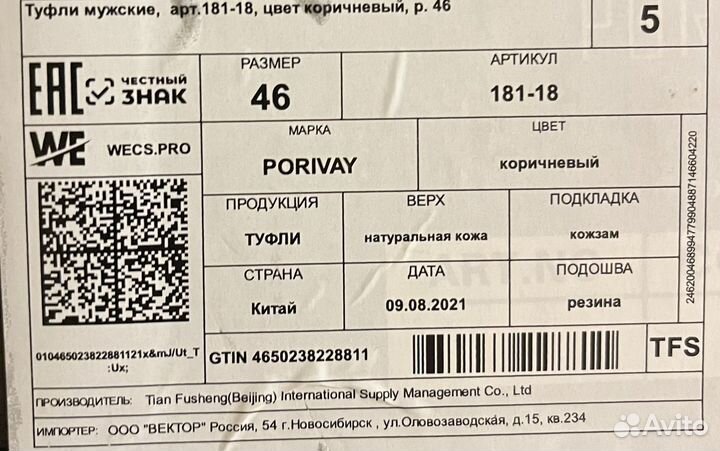 Туфли мужские, арт.181-18, цвет коричневый, р. 46
5
EAC ЧЕСТНЫЙ ЗНАК
РАЗМЕР
46
АРТИКУЛ
181-18
WE WECS.PRO
МАРКА
PORIVAY
ЦВЕТ
коричневый
ПРОДУКЦИЯ
ТУФЛИ
ВЕРХ
натуральная кожа
ПОДКЛАДКА
кожзам
СТРАНА
Китай
ДАТА
09.08.2021
ПОДОШВА
резина
246200468994779904887146604220
010465023822881121x&mJ/Ut_T
:Ux;
GTIN 4650238228811
TFS
ПРОИЗВОДИТЕЛЬ: Tian Fusheng(Beijing) International Supply Management Co., Ltd
ИМПОРТЕР: ООО "ВЕКТОР" Россия, 54 г.Новосибирск , ул.Оловозаводская, д.15, кв.234
Avito